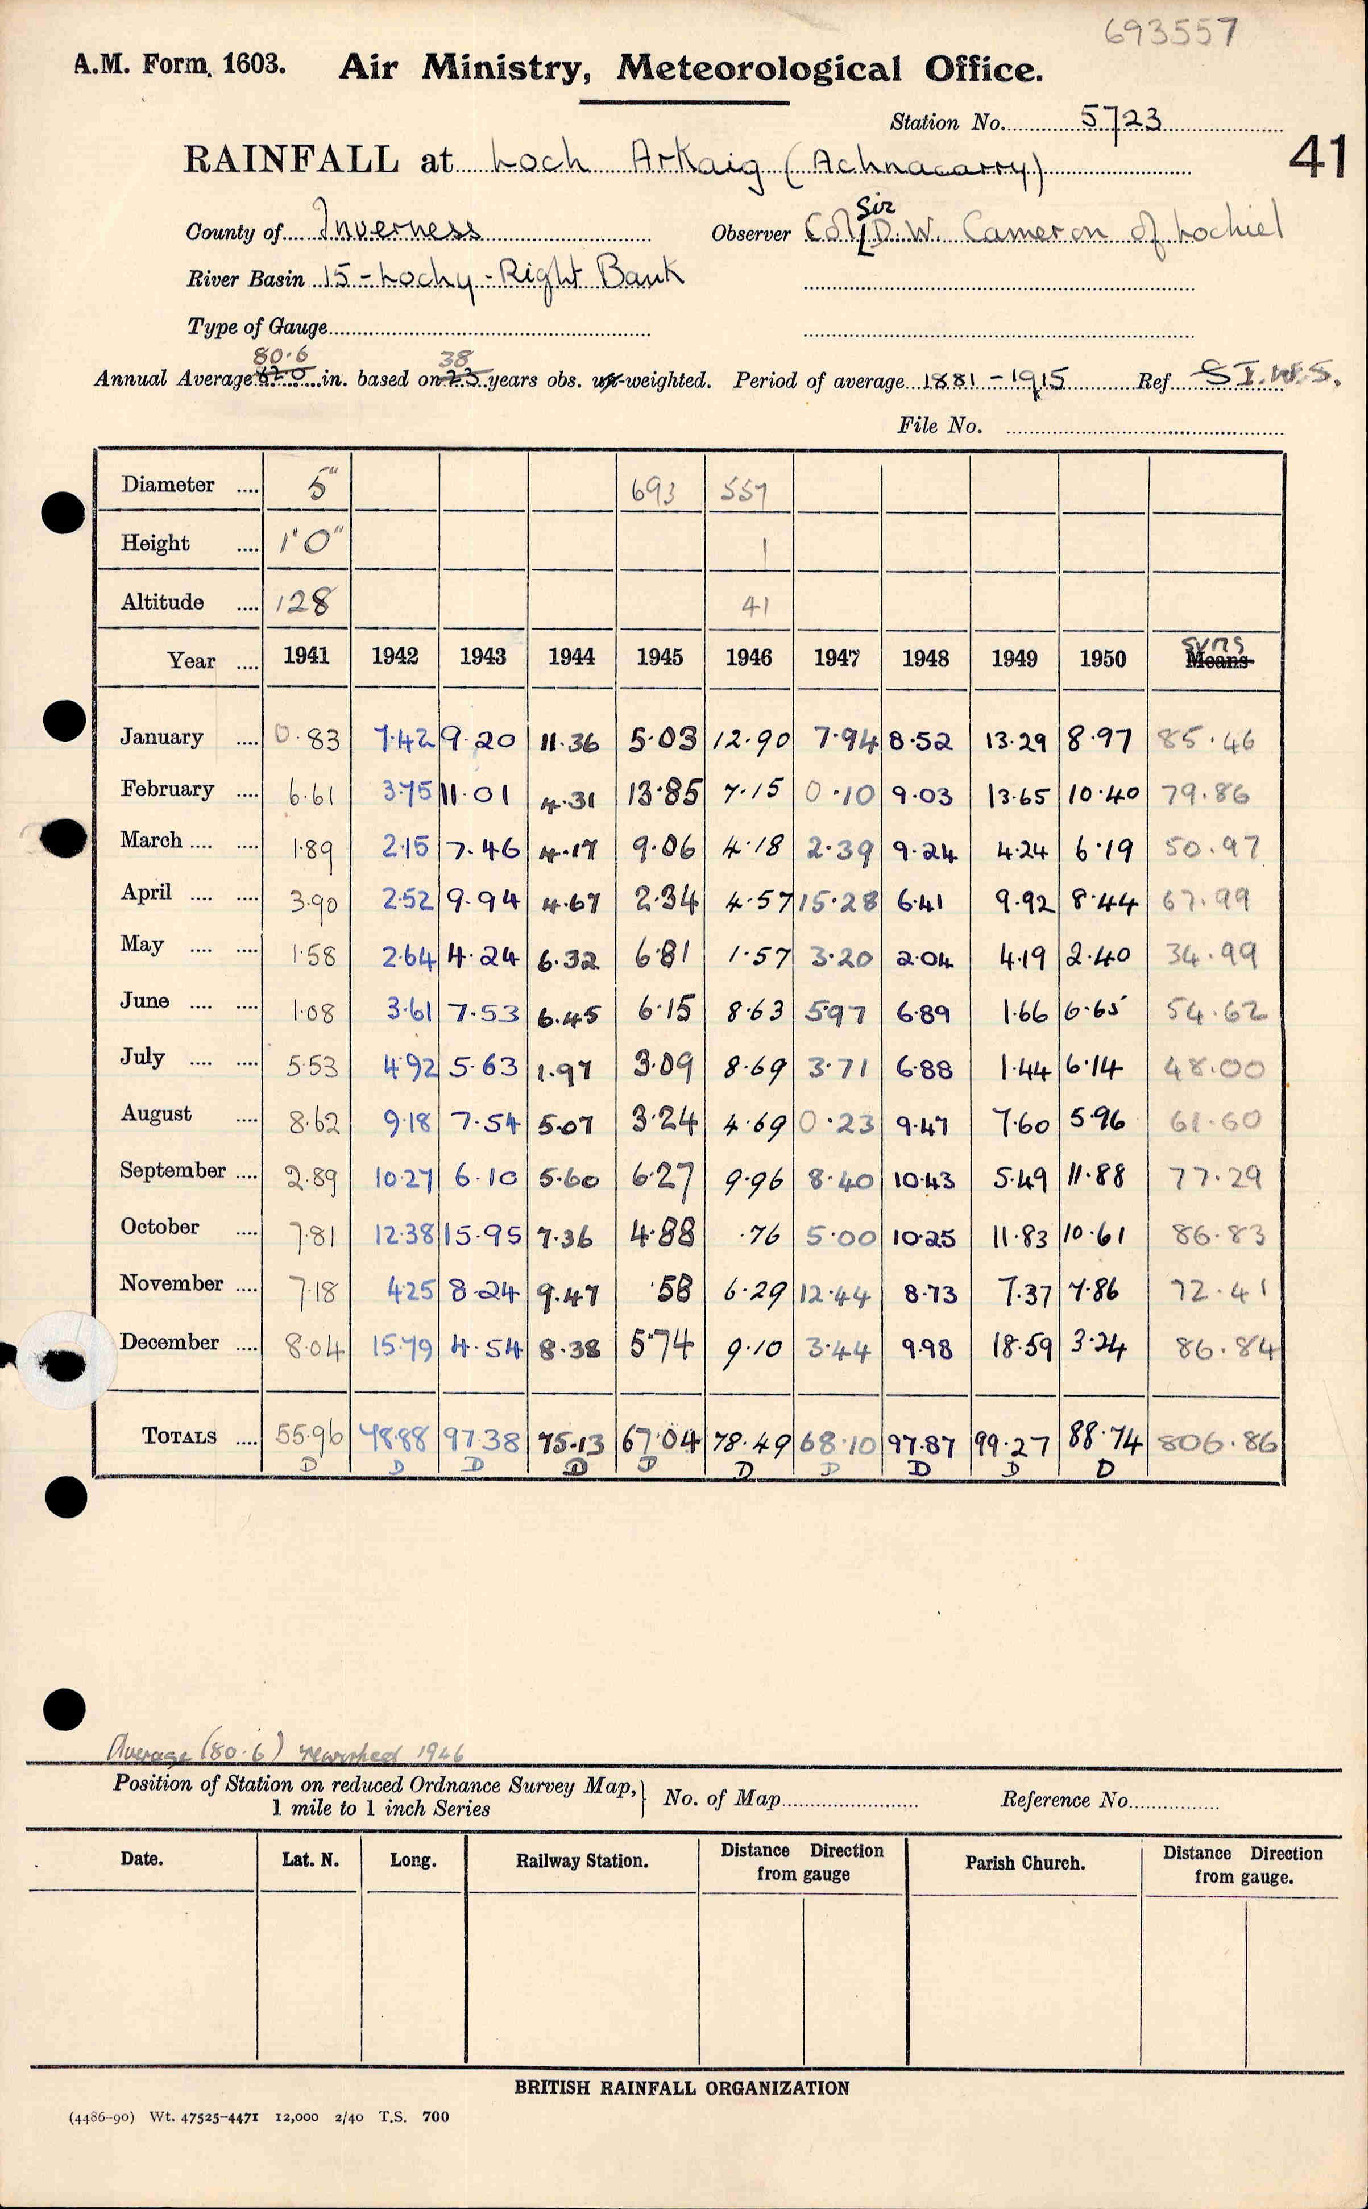 693557
A.M. Form 1603. Air Ministry, Meteorological Office.
Station No. 5723
41
RAINFALL at Loch Arkaig (Achnacarry)
County of Inverness Observer Col. Sir D. W. Cameron of Lochiel
River Basin 15 - Lochy - Right Bank
Type of Gauge
80.6 38
Annual Average 82.0 in. based on 23 years obs. un-weighted. Period of average 1881 - 1915 Ref. S I.W.S.
File No.
Diameter .... 5" 693 557
Height .... 1'0" 1
Altitude .... 128 41
Year .... 1941 1942 1943 1944 1945 1946 1947 1948 1949 1950 Sums Means
January .... 0.83 7.42 9.20 11.36 5.03 12.90 7.94 8.52 13.29 8.97 85.46
February .... 6.61 3.75 11.01 4.31 13.85 7.15 0.10 9.03 13.65 10.40 79.86
March .... .... 1.89 2.15 7.46 4.17 9.06 4.18 2.39 9.24 4.24 6.19 50.97
April .... .... 3.90 2.52 9.94 4.67 2.34 4.57 15.28 6.41 9.92 8.44 67.99
May .... .... 1.58 2.64 4.24 6.32 6.81 1.57 3.20 2.04 4.19 2.40 34.99
June .... .... 1.08 3.61 7.53 6.45 6.15 8.63 5.97 6.89 1.66 6.65 54.62
July .... .... 5.53 4.92 5.63 1.97 3.09 8.69 3.71 6.88 1.44 6.14 48.00
August .... 8.62 9.18 7.54 5.07 3.24 4.69 0.23 9.47 7.60 5.96 61.60
September .... 2.89 10.27 6.10 5.60 6.27 9.96 8.40 10.43 5.49 11.88 77.29
October .... 7.81 12.38 15.95 7.36 4.88 .76 5.00 10.25 11.83 10.61 86.83
November .... 7.18 4.25 8.24 9.47 .58 6.29 12.44 8.73 7.37 7.86 72.41
December .... 8.04 15.79 4.54 8.38 5.74 9.10 3.44 9.98 18.59 3.24 86.84
TOTALS .... 55.96 78.88 97.38 75.13 67.04 78.49 68.10 97.87 99.27 88.74 806.86
D D D D D D D D D D
Average (80.6) reworked 1946
Position of Station on reduced Ordnance Survey Map, 1 mile to 1 inch Series } No. of Map Reference No.
Date. Lat. N. Long. Railway Station. Distance Direction from gauge Parish Church. Distance Direction from gauge.
BRITISH RAINFALL ORGANIZATION
(4486-90) Wt. 47525-4471 12,000 2/40 T.S. 700